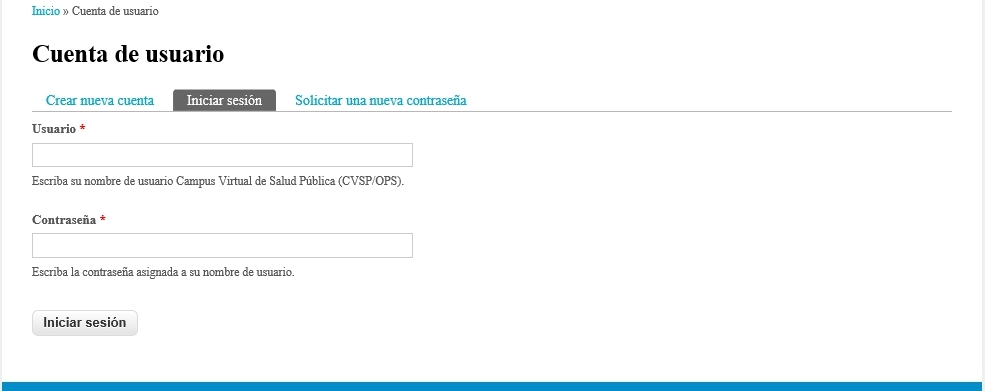 Inicio » Cuenta de usuario
Cuenta de usuario
Crear nueva cuenta Iniciar sesión Solicitar una nueva contraseña
Usuario *
Escriba su nombre de usuario Campus Virtual de Salud Pública (CVSP/OPS).
Contraseña *
Escriba la contraseña asignada a su nombre de usuario.
Iniciar sesión